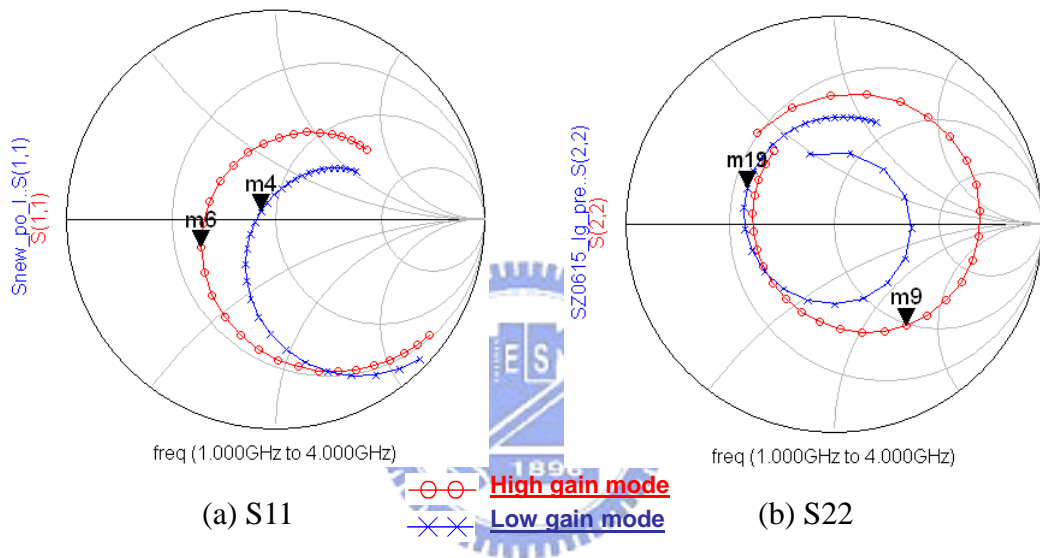 Snew_po_l..S(1,1)
S(1,1)
m4
m6
freq (1.000GHz to 4.000GHz)
SZ0615_lg_pre..S(2,2)
S(2,2)
m19
m9
freq (1.000GHz to 4.000GHz)
ES
1896
(a) S11
High gain mode
Low gain mode
(b) S22